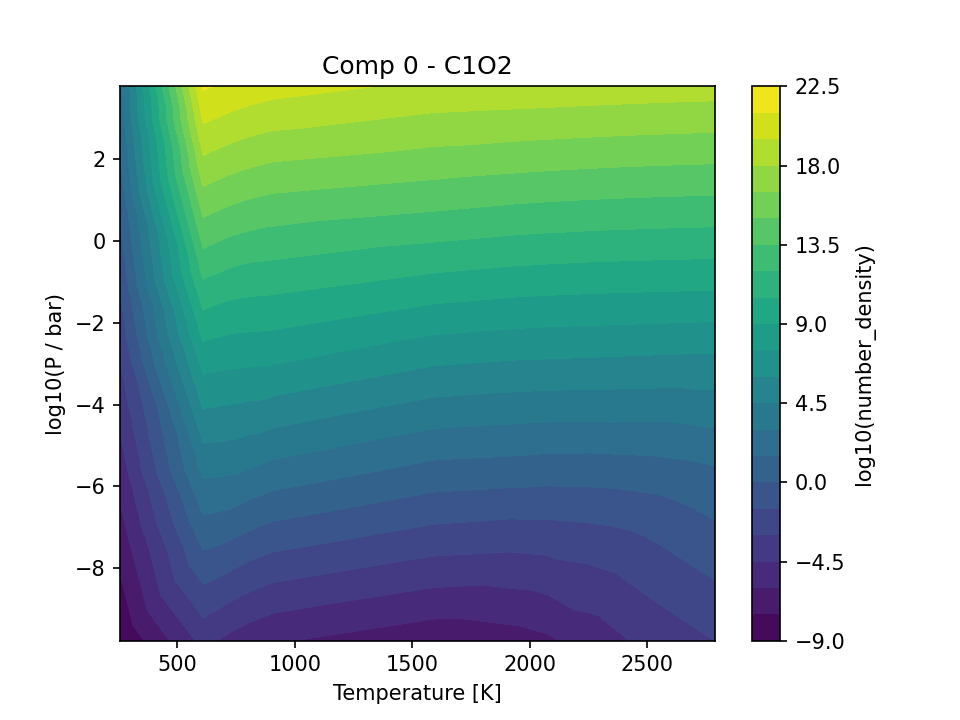 Comp 0 - C1O2
22.5
18.0
13.5
9.0
4.5
0.0
−4.5
−9.0
log10(number_density)
2
0
−2
−4
−6
−8
log10(P / bar)
500 1000 1500 2000 2500
Temperature [K]